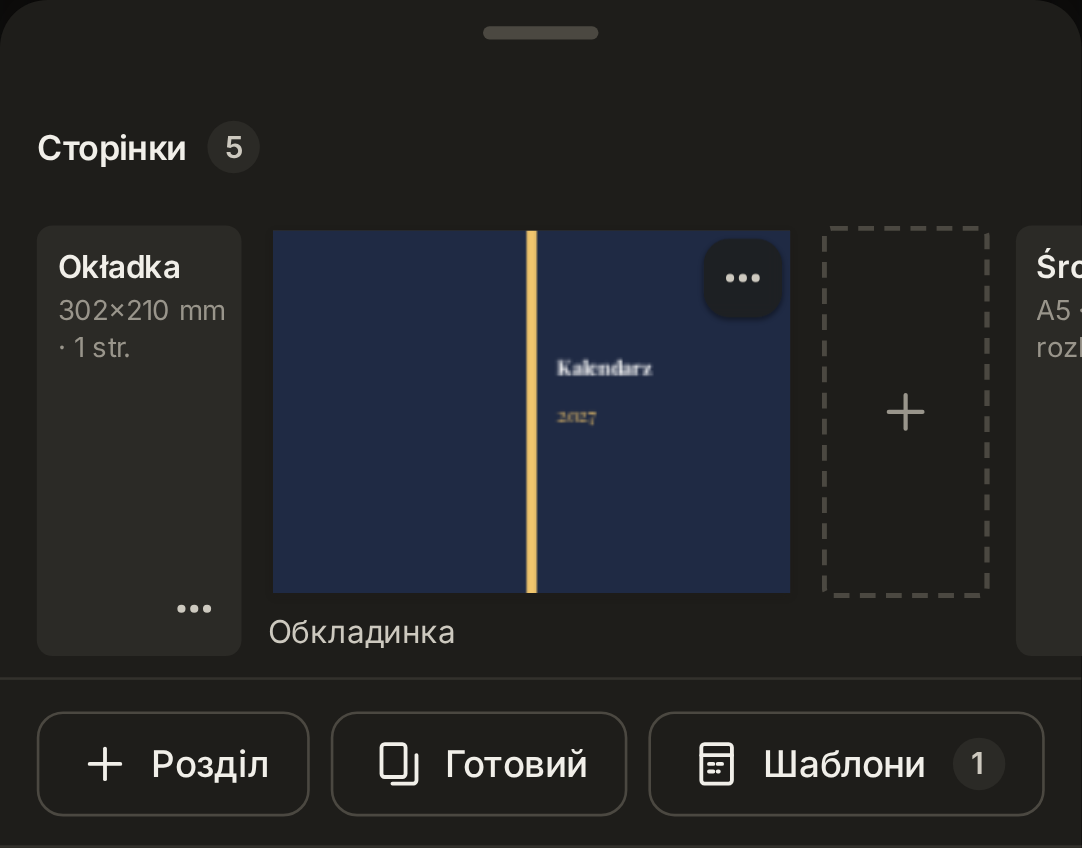 Сторінки 5
Okładka
302×210 mm
· 1 str.
Kalendarz
2027
Обкладинка
A5
+ Розділ
Готовий
Шаблони 1